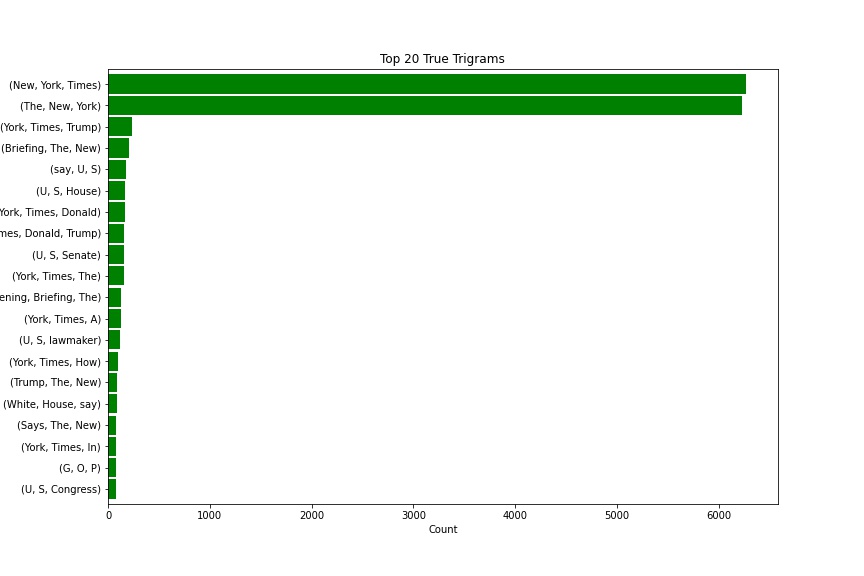 Top 20 True Trigrams
(New, York, Times)
(The, New, York)
(York, Times, Trump)
(Briefing, The, New)
(say, U, S)
(U, S, House)
York, Times, Donald)
mes, Donald, Trump)
(U, S, Senate)
(York, Times, The)
ening, Briefing, The)
(York, Times, A)
(U, S, lawmaker)
(York, Times, How)
(Trump, The, New)
(White, House, say)
(Says, The, New)
(York, Times, In)
(G, O, P)
(U, S, Congress)
0 1000 2000 3000 4000 5000 6000
Count